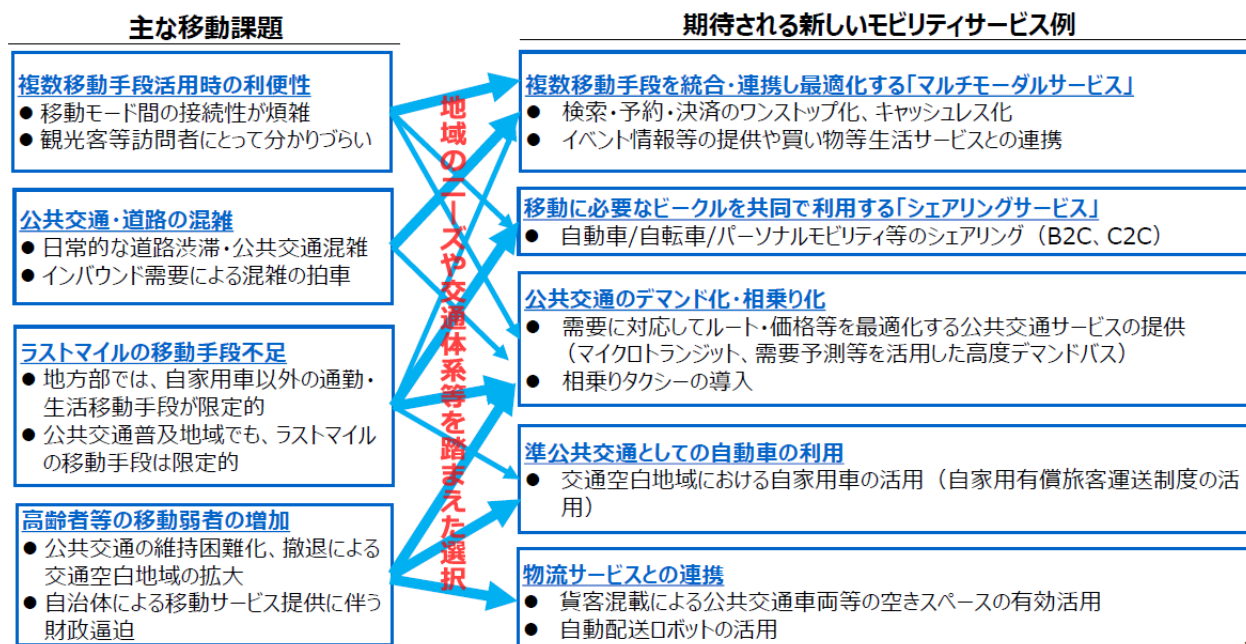 主な移動課題
複数移動手段活用時の利便性
● 移動モード間の接続性が煩雑
● 観光客等訪問者にとって分かりづらい
公共交通・道路の混雑
● 日常的な道路渋滞・公共交通混雑
● インバウンド需要による混雑の拍車
ラストマイルの移動手段不足
● 地方部では、自家用車以外の通勤・
生活移動手段が限定的
● 公共交通普及地域でも、ラストマイル
の移動手段は限定的
高齢者等の移動弱者の増加
● 公共交通の維持困難化、撤退による
交通空白地域の拡大
● 自治体による移動サービス提供に伴う
財政逼迫
地域のニーズや交通体系等を踏まえた選択
期待される新しいモビリティサービス例
複数移動手段を統合・連携し最適化する「マルチモーダルサービス」
● 検索・予約・決済のワンストップ化、キャッシュレス化
● イベント情報等の提供や買い物等生活サービスとの連携
移動に必要なビークルを共同で利用する「シェアリングサービス」
● 自動車/自転車/パーソナルモビリティ等のシェアリング（B2C、C2C）
公共交通のデマンド化・相乗り化
● 需要に対応してルート・価格等を最適化する公共交通サービスの提供
（マイクロトランジット、需要予測等を活用した高度デマンドバス）
● 相乗りタクシーの導入
準公共交通としての自動車の利用
● 交通空白地域における自家用車の活用（自家用有償旅客運送制度の活
用）
物流サービスとの連携
● 貨客混載による公共交通車両等の空きスペースの有効活用
● 自動配送ロボットの活用